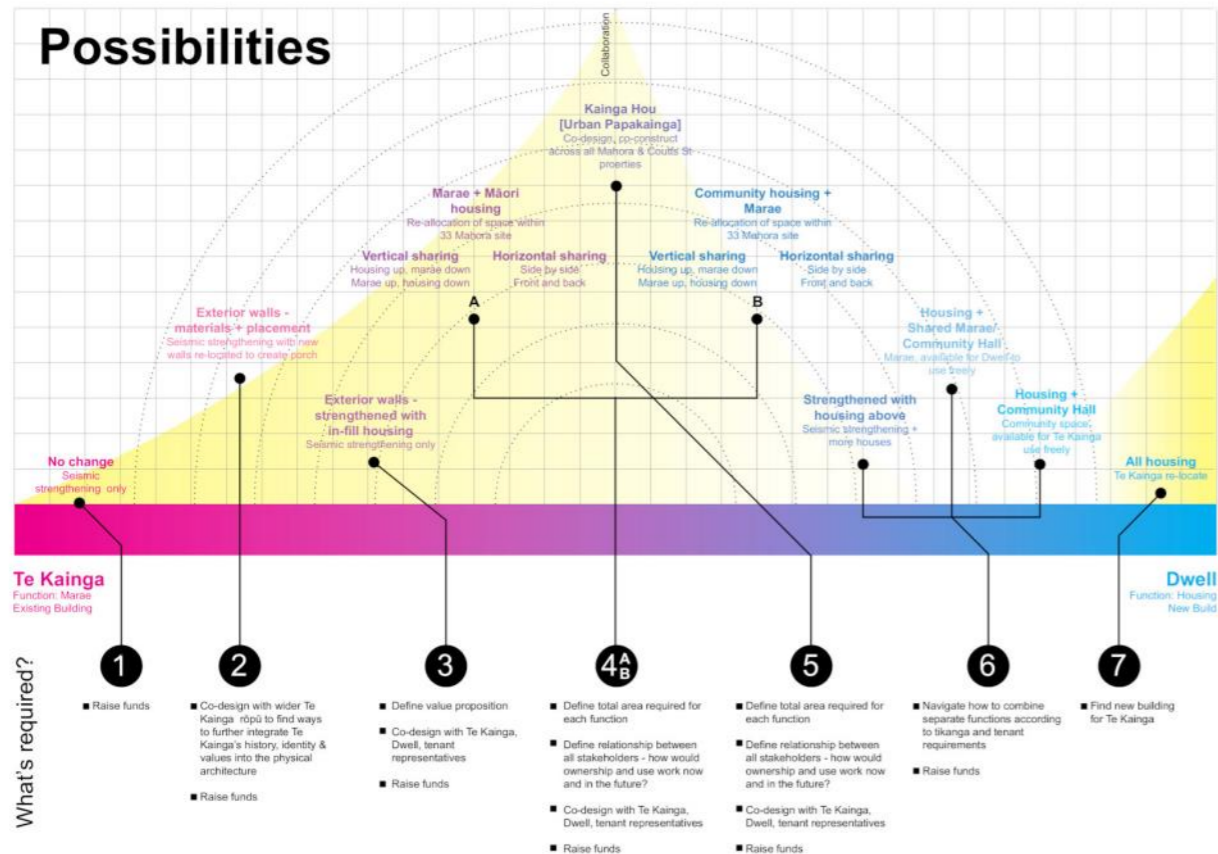 Possibilities
Collaboration
Kainga Hou
[Urban Papakainga]
Co-design, co-construct
across all Mahora & Coutts St
proerties
Marae + Māori
housing
Re-allocation of space within
33 Mahora site
Vertical sharing
Housing up, marae down
Marae up, housing down
Horizontal sharing
Side by side
Front and back
Community housing +
Marae
Re-allocation of space within
33 Mahora site
Vertical sharing
Housing up, marae down
Marae up, housing down
Horizontal sharing
Side by side
Front and back
A
B
Exterior walls -
materials + placement
Seismic strengthening with new
walls re-located to create porch
Exterior walls -
strengthened with
in-fill housing
Seismic strengthening only
No change
Seismic
strengthening only
Strengthened with
housing above
Seismic strengthening +
more houses
Housing +
Shared Marae/
Community Hall
Marae, available for Dwell to
use freely
Housing +
Community Hall
Community space
available for Te Kainga
use freely
All housing
Te Kainga re-locate
Te Kainga
Function: Marae
Existing Building
Dwell
Function: Housing
New Build
What's required?
1
■ Raise funds
2
■ Co-design with wider Te
Kainga rōpū to find ways
to further integrate Te
Kainga's history, identity &
values into the physical
architecture
■ Raise funds
3
■ Define value proposition
■ Co-design with Te Kainga,
Dwell, tenant
representatives
■ Raise funds
4 A B
■ Define total area required for
each function
■ Define relationship between
all stakeholders - how would
ownership and use work now
and in the future?
■ Co-design with Te Kainga,
Dwell, tenant representatives
■ Raise funds
5
■ Define total area required for
each function
■ Define relationship between
all stakeholders - how would
ownership and use work now
and in the future?
■ Co-design with Te Kainga,
Dwell, tenant representatives
■ Raise funds
6
■ Navigate how to combine
separate functions according
to tikanga and tenant
requirements
■ Raise funds
7
■ Find new building
for Te Kainga